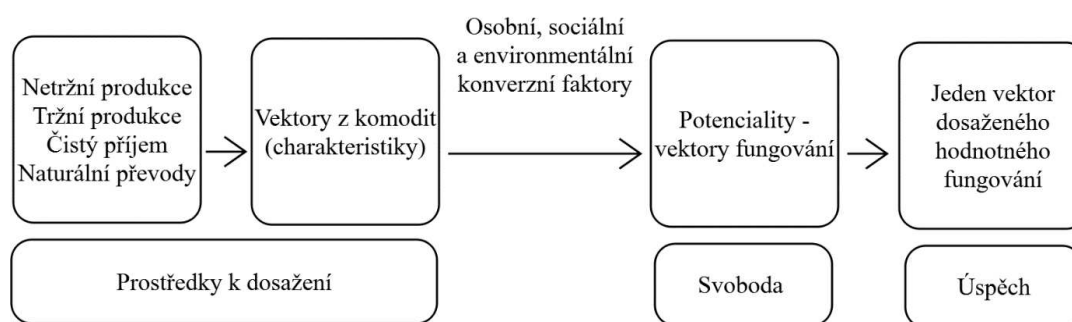 Osobní, sociální
a environmentální
konverzní faktory
Netržní produkce
Tržní produkce
Čistý příjem
Naturální převody
Vektory z komodit
(charakteristiky)
Potenciality -
vektory fungování
Jeden vektor
dosaženého
hodnotného
fungování
Prostředky k dosažení
Svoboda
Úspěch